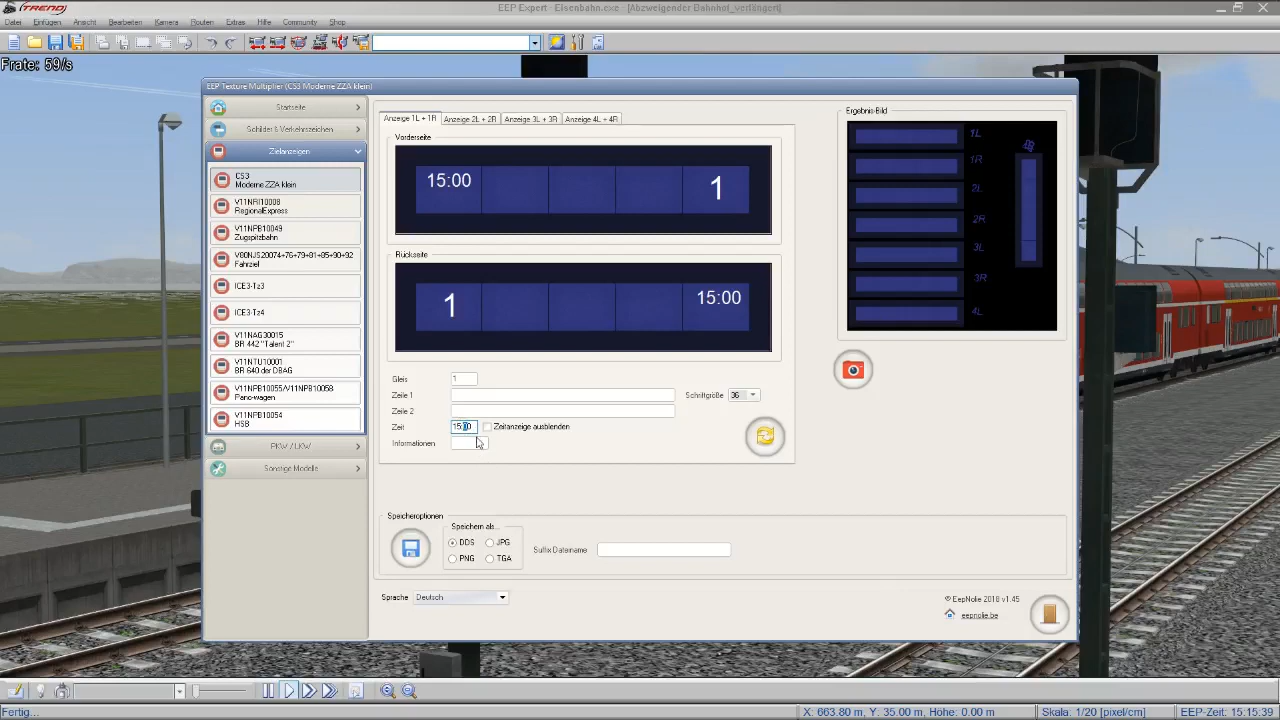 TREND
EEP Expert - Eisenbahn.exe - [Abzweigender Bahnhof_verlängert]
Datei Einfügen Ansicht Bearbeiten Kamera Routen Extras Hilfe Community Shop
Frate: 59/s
EEP Texture Multiplier (CS3 Moderne ZZA klein)
Startseite
Schilder & Verkehrszeichen
Zielanzeigen
CS3
Moderne ZZA klein
V11NRI10008
RegionalExpress
V11NPB10049
Zugspitzbahn
V80NJS20074+76+79+81+85+90+92
Fahrziel
ICE3-Tz3
ICE3-Tz4
V11NAG30015
BR 442 "Talent 2"
V11NTU10001
BR 640 der DBAG
V11NPB10055/V11NPB10058
Pano-wagen
V11NPB10054
HSB
PKW / LKW
Sonstige Modelle
Anzeige 1L + 1R Anzeige 2L + 2R Anzeige 3L + 3R Anzeige 4L + 4R
Vorderseite
15:00 1
Rückseite
1 15:00
Gleis 1
Zeile 1 Schriftgröße 36
Zeile 2
Zeit 15:00 Zeitanzeige ausblenden
Informationen
Ergebnis-Bild
1L
1R
2L
2R
3L
3R
4L
4R
Speicheroptionen
Speichern als...
DDS JPG
PNG TGA
Suffix Dateiname
Sprache Deutsch
© EepNolie 2018 v1.45
eepnolie.be
Fertig... X: 663.80 m, Y: 35.00 m, Höhe: 0.00 m Skala: 1/20 [pixel/cm] EEP-Zeit: 15:15:39